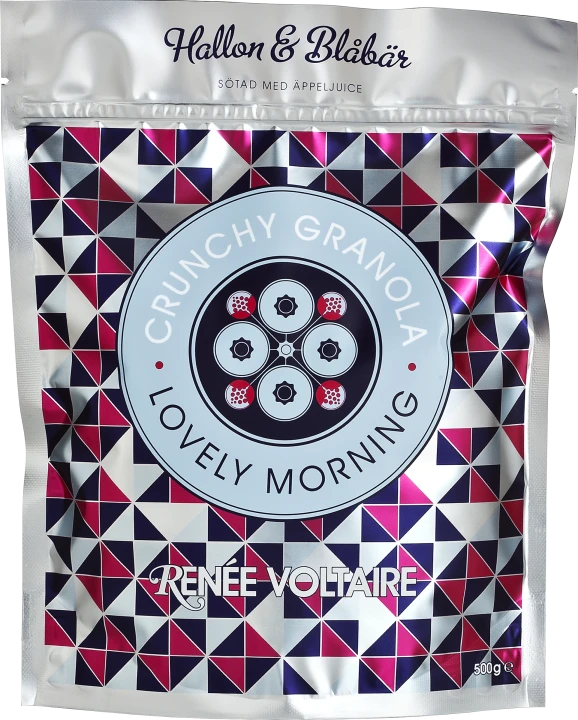 Hallon & Blåbär
SÖTAD MED ÄPPELJUICE
CRUNCHY GRANOLA
• LOVELY MORNING •
RENÉE VOLTAIRE
500g ℮